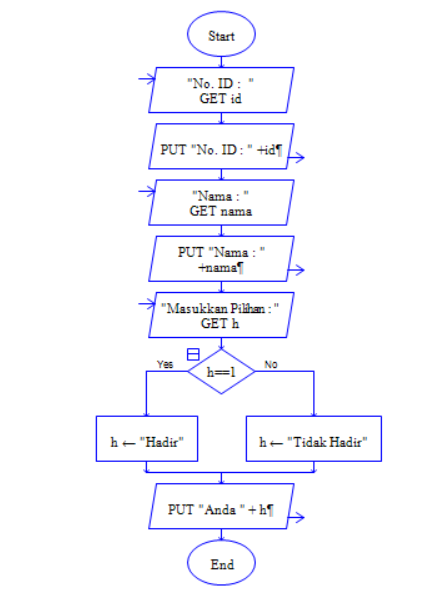 Start
"No. ID :  "
GET id
PUT "No. ID : " +id¶
"Nama : "
GET nama
PUT "Nama : "
+nama¶
"Masukkan Pilihan : "
GET h
Yes
No
h==1
h ← "Hadir"
h ← "Tidak Hadir"
PUT "Anda " + h¶
End